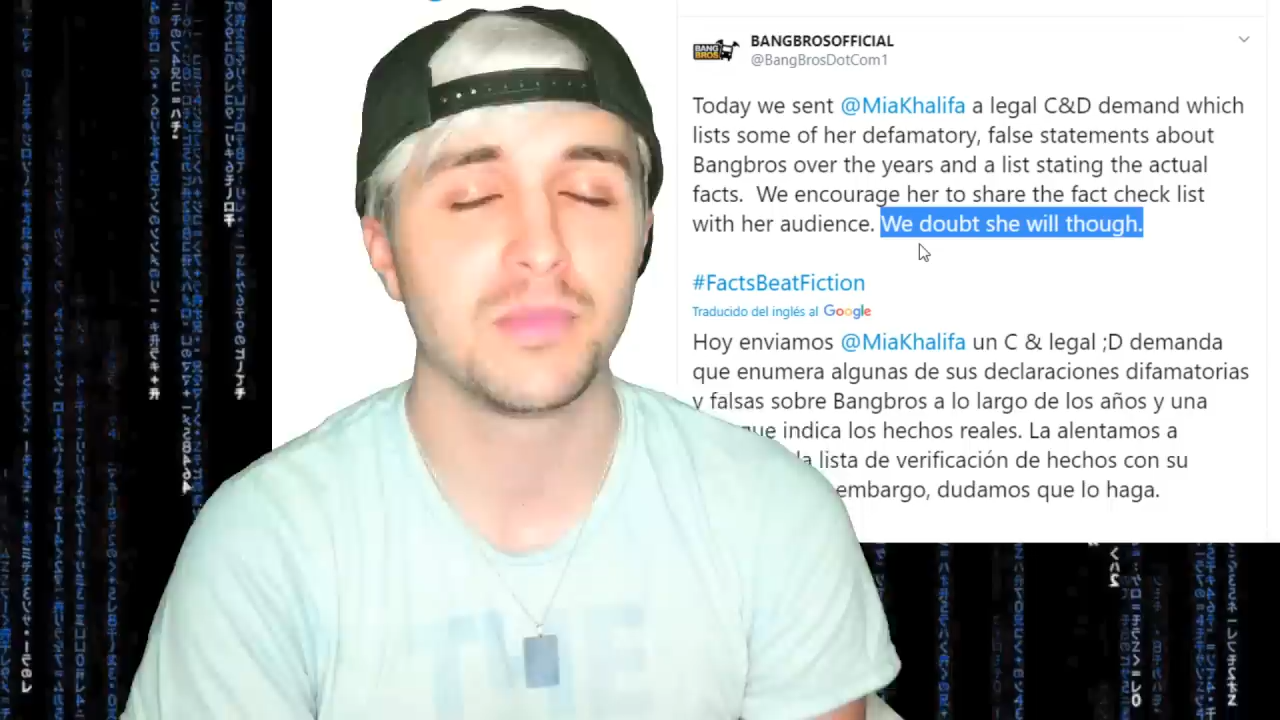 BANG
BROS
BANGBROSOFFICIAL
@BangBrosDotCom1
Today we sent @MiaKhalifa a legal C&D demand which
lists some of her defamatory, false statements about
Bangbros over the years and a list stating the actual
facts.  We encourage her to share the fact check list
with her audience. We doubt she will though.
#FactsBeatFiction
Traducido del inglés al Google
Hoy enviamos @MiaKhalifa un C & legal ;D demanda
que enumera algunas de sus declaraciones difamatorias
y falsas sobre Bangbros a lo largo de los años y una
que indica los hechos reales. La alentamos a
la lista de verificación de hechos con su
embargo, dudamos que lo haga.
THE